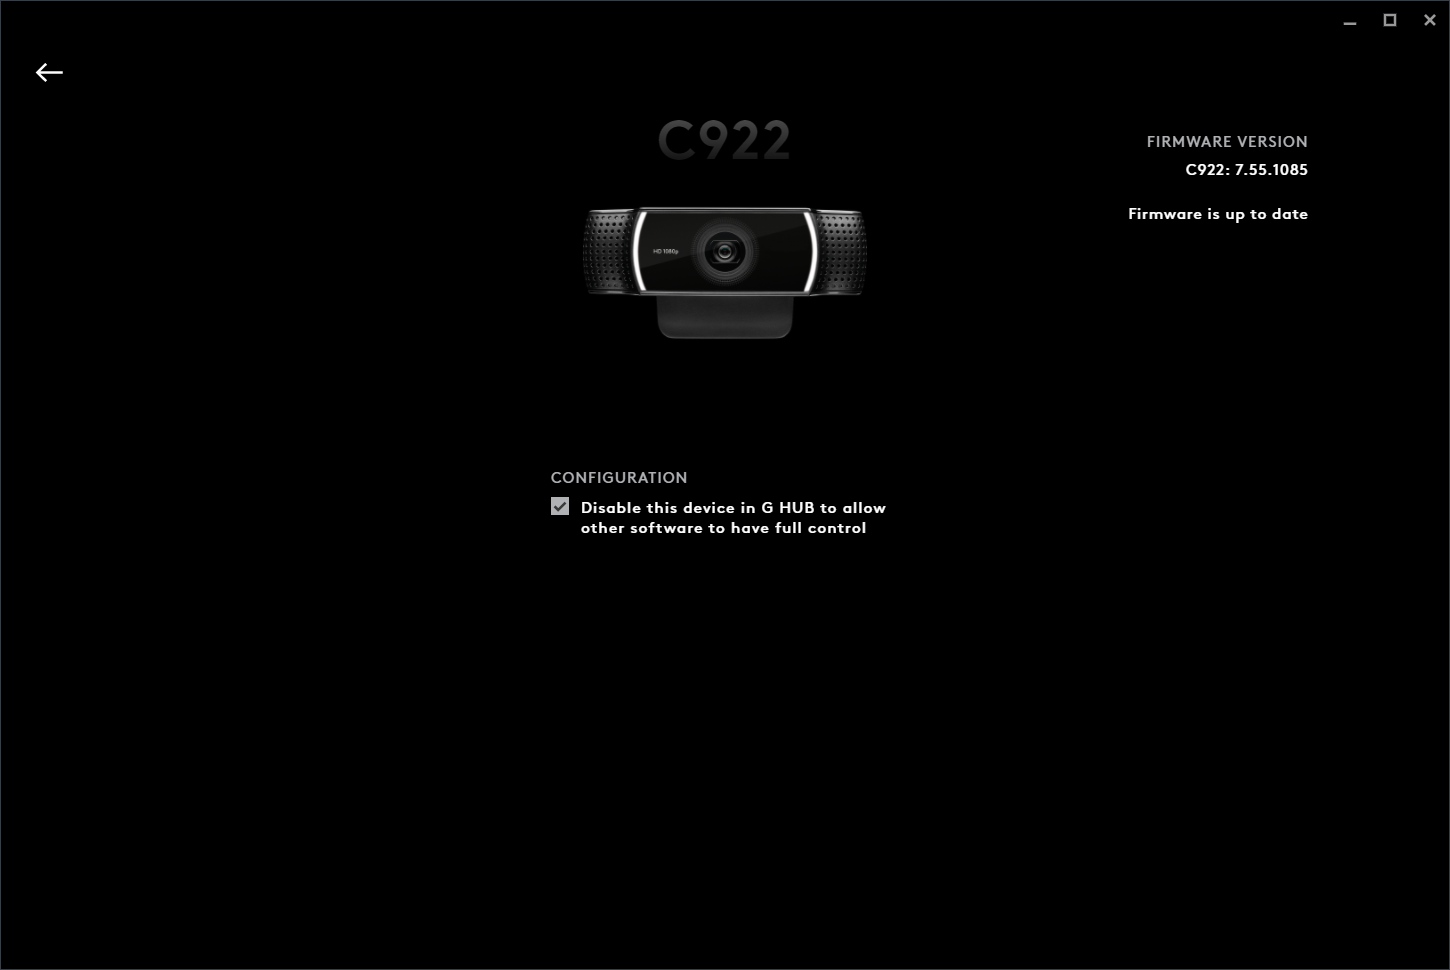 C922
FIRMWARE VERSION
C922: 7.55.1085
Firmware is up to date
HD 1080p
CONFIGURATION
Disable this device in G HUB to allow
other software to have full control